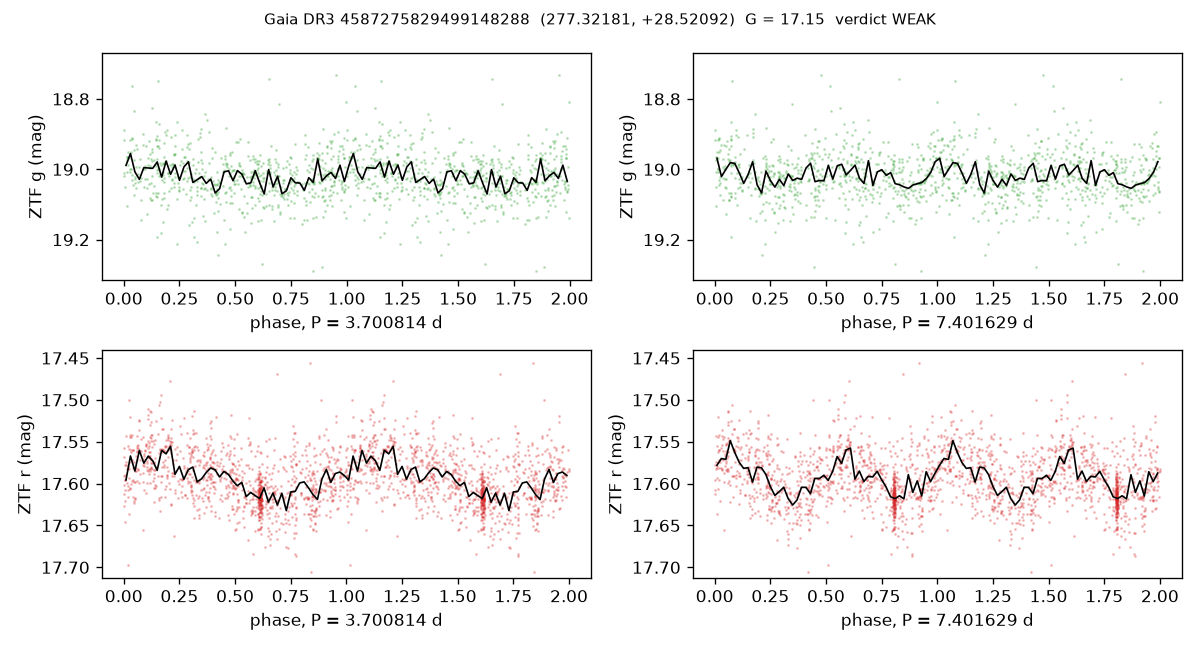 Gaia DR3 4587275829499148288  (277.32181, +28.52092)  G = 17.15  verdict WEAK
ZTF g (mag)
18.8
19.0
19.2
0.00 0.25 0.50 0.75 1.00 1.25 1.50 1.75 2.00
phase, P = 3.700814 d
ZTF g (mag)
18.8
19.0
19.2
0.00 0.25 0.50 0.75 1.00 1.25 1.50 1.75 2.00
phase, P = 7.401629 d
ZTF r (mag)
17.45
17.50
17.55
17.60
17.65
17.70
0.00 0.25 0.50 0.75 1.00 1.25 1.50 1.75 2.00
phase, P = 3.700814 d
ZTF r (mag)
17.45
17.50
17.55
17.60
17.65
17.70
0.00 0.25 0.50 0.75 1.00 1.25 1.50 1.75 2.00
phase, P = 7.401629 d